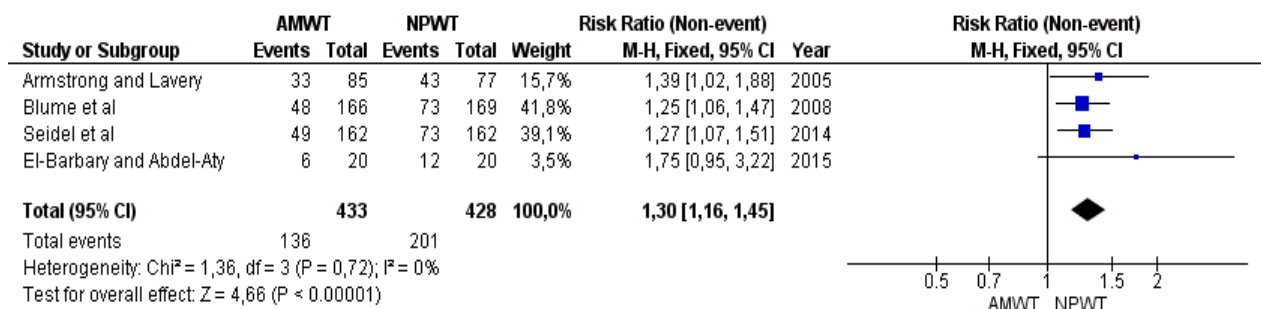 AMWT NPWT Risk Ratio (Non-event) Risk Ratio (Non-event)
Study or Subgroup Events Total Events Total Weight M-H, Fixed, 95% CI Year M-H, Fixed, 95% CI
Armstrong and Lavery 33 85 43 77 15,7% 1,39 [1,02, 1,88] 2005
Blume et al 48 166 73 169 41,8% 1,25 [1,06, 1,47] 2008
Seidel et al 49 162 73 162 39,1% 1,27 [1,07, 1,51] 2014
El-Barbary and Abdel-Aty 6 20 12 20 3,5% 1,75 [0,95, 3,22] 2015
Total (95% CI) 433 428 100,0% 1,30 [1,16, 1,45]
Total events 136 201
Heterogeneity: Chi² = 1,36, df = 3 (P = 0,72); I² = 0%
Test for overall effect: Z = 4,66 (P < 0.00001)
0.5 0.7 1 1.5 2
AMWT NPWT